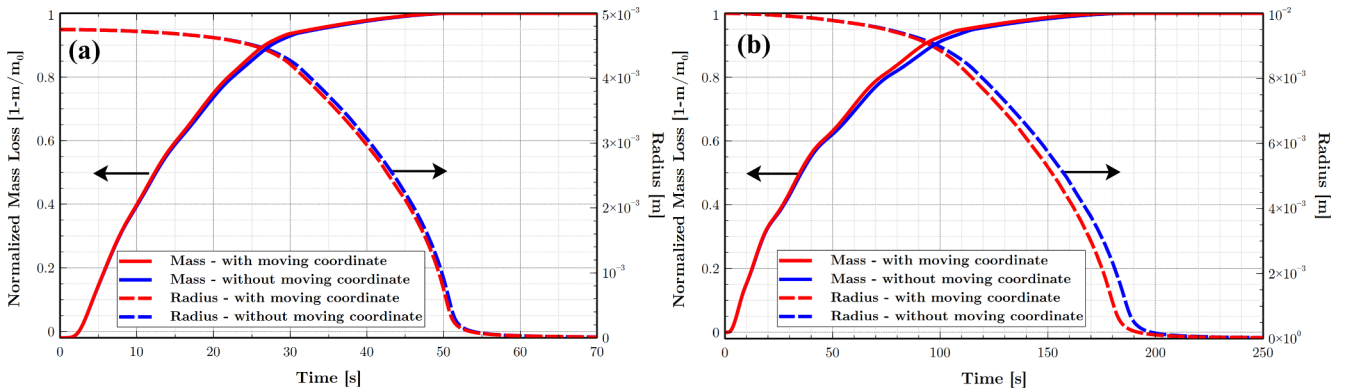 (a)
Normalized Mass Loss [1-m/m₀]
1
0.8
0.6
0.4
0.2
0
5×10⁻³
4×10⁻³
3×10⁻³
2×10⁻³
10⁻³
0
Radius [m]
Mass - with moving coordinate
Mass - without moving coordinate
Radius - with moving coordinate
Radius - without moving coordinate
0 10 20 30 40 50 60 70
Time [s]
(b)
Normalized Mass Loss [1-m/m₀]
1
0.8
0.6
0.4
0.2
0
10⁻²
8×10⁻³
6×10⁻³
4×10⁻³
2×10⁻³
0×10⁰
Radius [m]
Mass - with moving coordinate
Mass - without moving coordinate
Radius - with moving coordinate
Radius - without moving coordinate
0 50 100 150 200 250
Time [s]